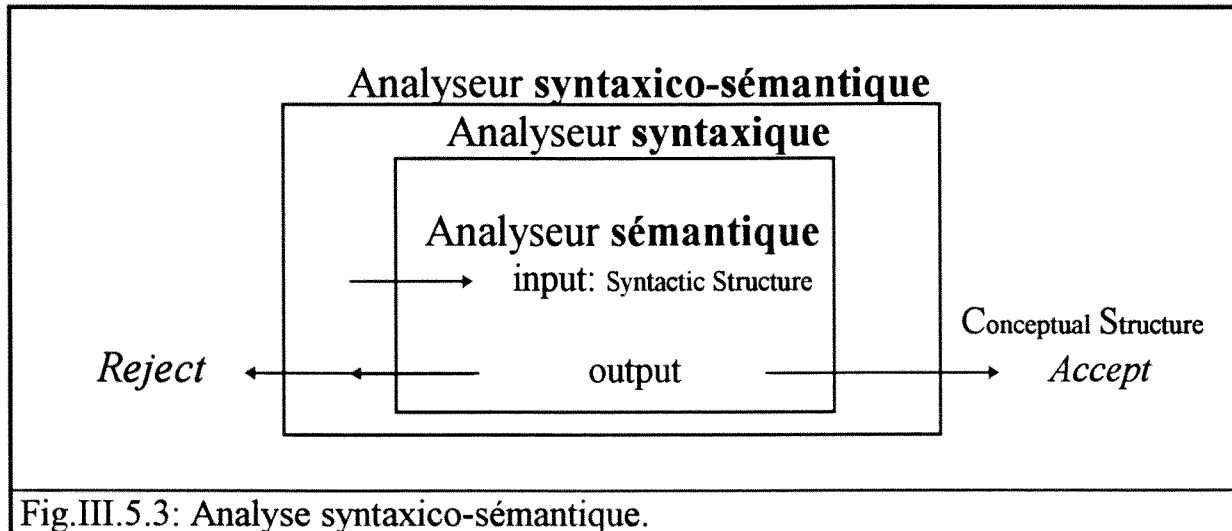 Analyseur syntaxico-sémantique
Analyseur syntaxique
Analyseur sémantique
input: Syntactic Structure
Conceptual Structure
Reject output Accept
Fig.III.5.3: Analyse syntaxico-sémantique.